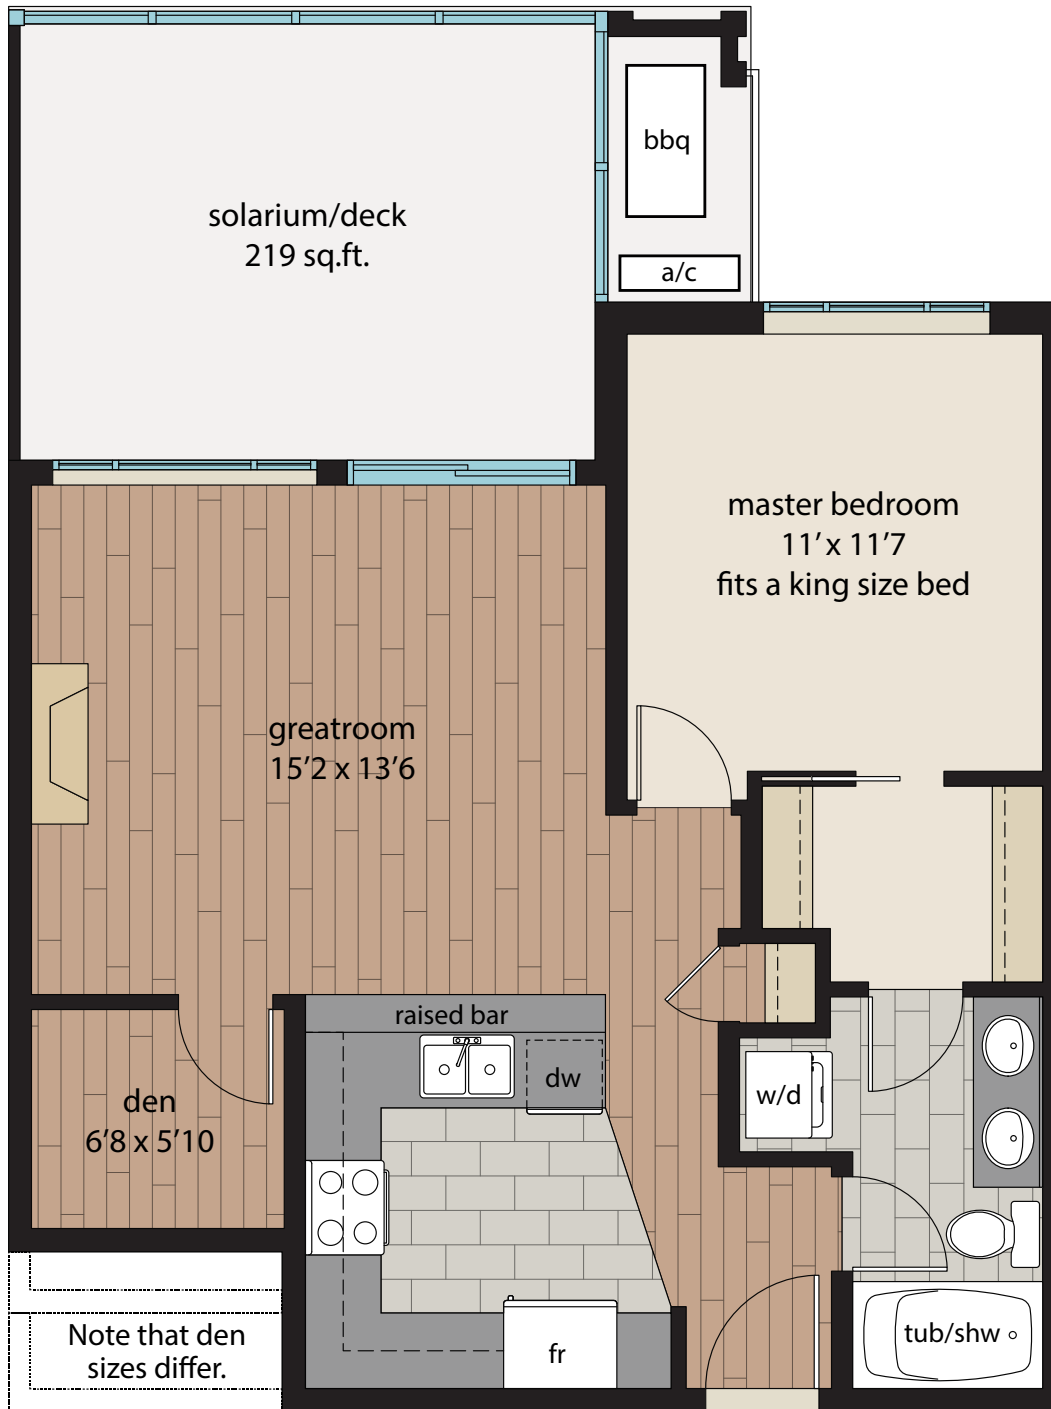 bbq
solarium/deck
219 sq.ft.
a/c
master bedroom
11’ x 11’7
fits a king size bed
greatroom
15’2 x 13’6
raised bar
dw
den
6’8 x 5’10
w/d
Note that den
sizes differ.
fr
tub/shw